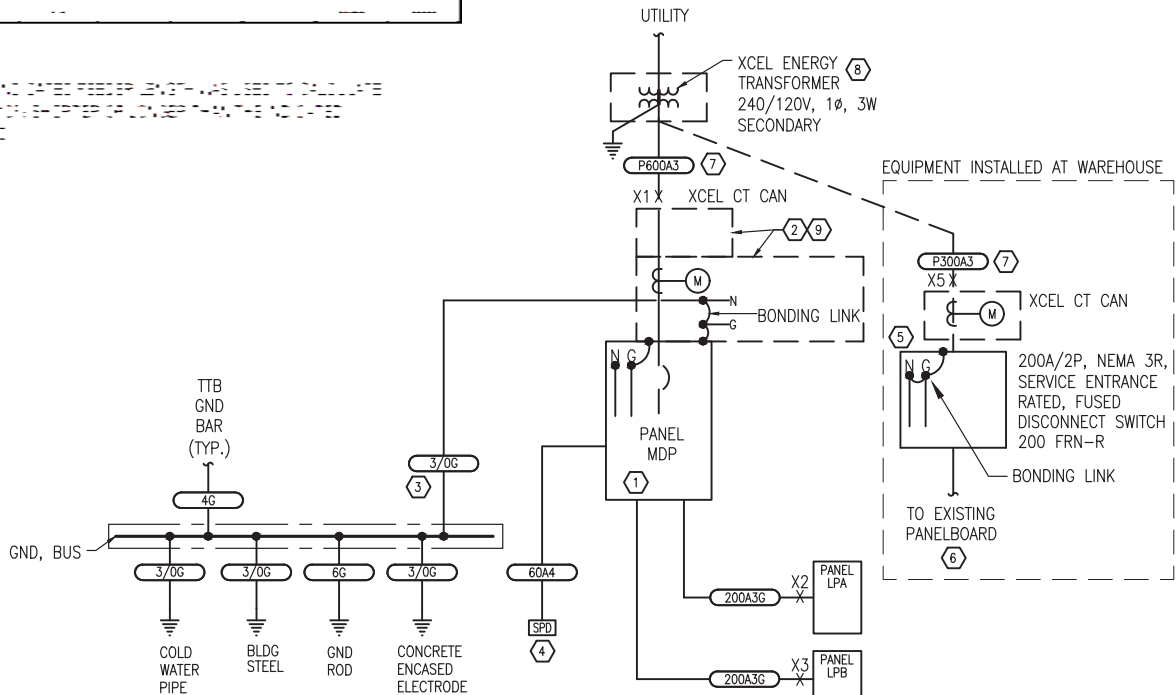 UTILITY
XCEL ENERGY
TRANSFORMER
240/120V, 1ø, 3W
SECONDARY
8
P600A3
7
X1
XCEL CT CAN
2
9
M
N
G
BONDING LINK
N G
PANEL
MDP
1
EQUIPMENT INSTALLED AT WAREHOUSE
P300A3
7
X5
XCEL CT CAN
M
5
N G
200A/2P, NEMA 3R,
SERVICE ENTRANCE
RATED, FUSED
DISCONNECT SWITCH
200 FRN-R
BONDING LINK
TO EXISTING
PANELBOARD
6
TTB
GND
BAR
(TYP.)
4G
3/0G
3
GND, BUS
3/0G
3/0G
6G
3/0G
COLD
WATER
PIPE
BLDG
STEEL
GND
ROD
CONCRETE
ENCASED
ELECTRODE
60A4
SPD
4
200A3G
X2
PANEL
LPA
200A3G
X3
PANEL
LPB